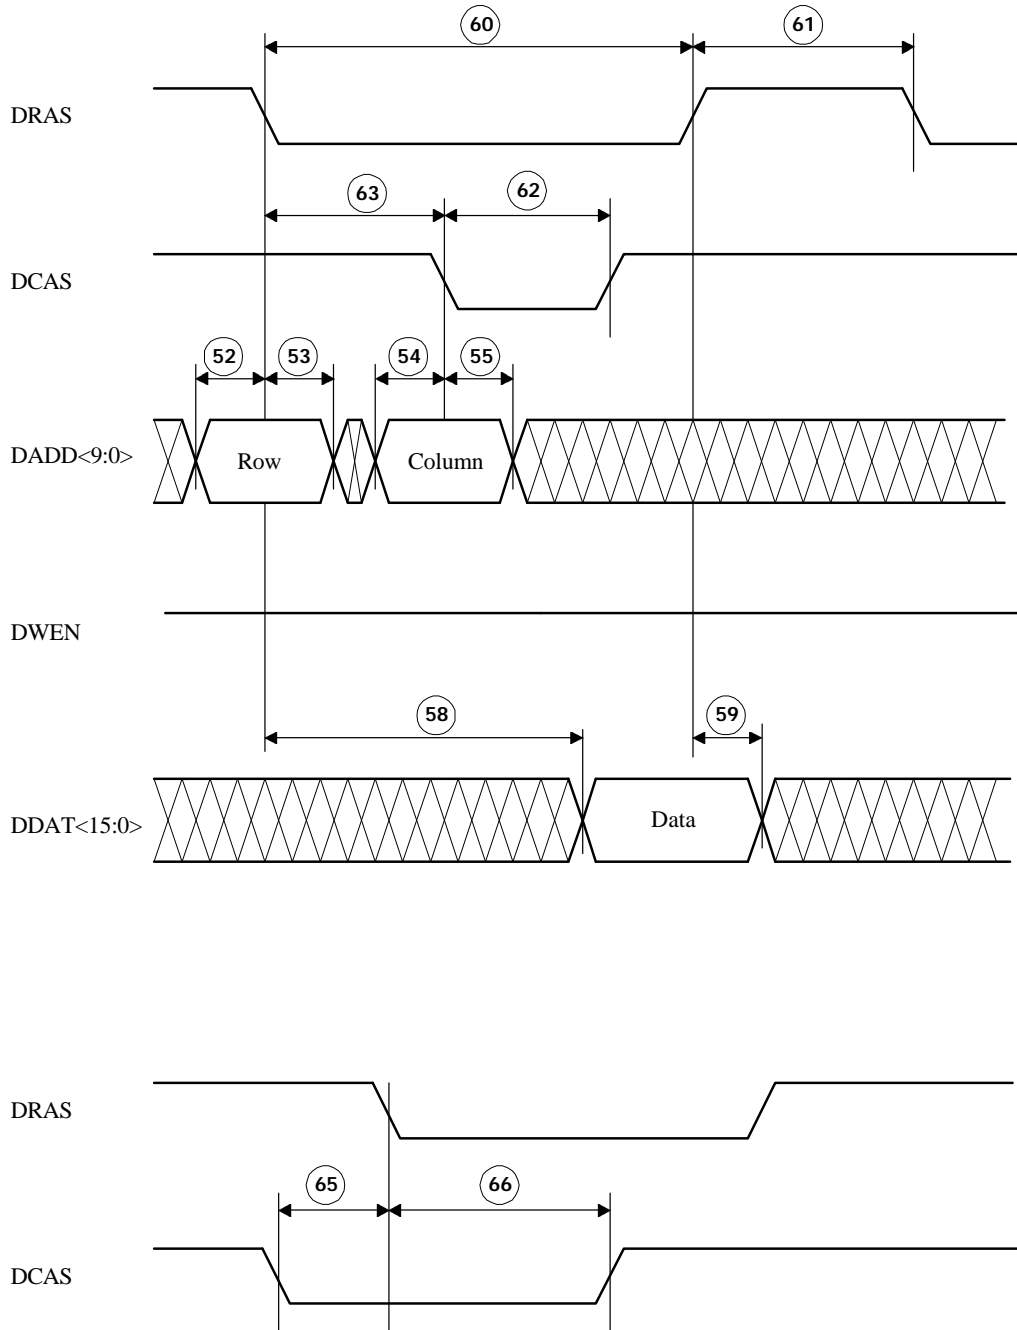 60 61
DRAS
63 62
DCAS
52 53 54 55
DADD<9:0> Row Column
DWEN
58 59
DDAT<15:0> Data
DRAS
65 66
DCAS